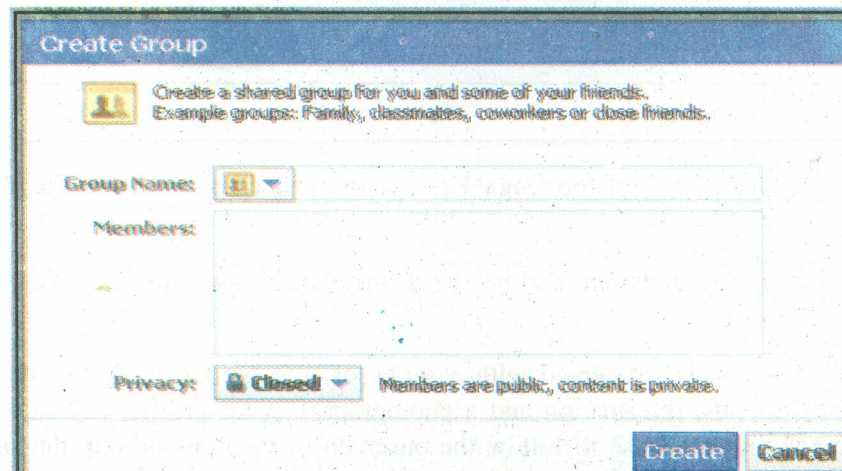 Create Group
Create a shared group for you and some of your friends.
Example groups: Family, classmates, coworkers or close friends.
Group Name:
Members:
Privacy: Closed Members are public, content is private.
Create Cancel